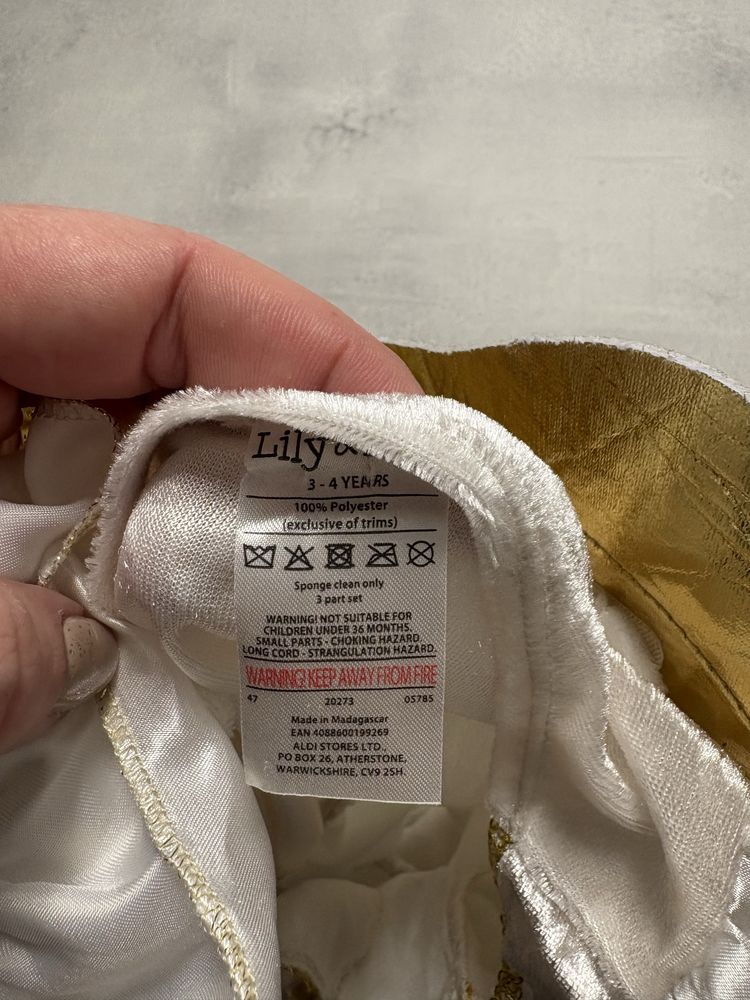 Lily &
3 - 4 YEARS
100% Polyester
(exclusive of trims)
Sponge clean only
3 part set
WARNING! NOT SUITABLE FOR
CHILDREN UNDER 36 MONTHS.
SMALL PARTS - CHOKING HAZARD.
LONG CORD - STRANGULATION HAZARD.
WARNING! KEEP AWAY FROM FIRE
47 20273 05785
Made in Madagascar
EAN 4088600199269
ALDI STORES LTD.,
PO BOX 26, ATHERSTONE,
WARWICKSHIRE, CV9 2SH.